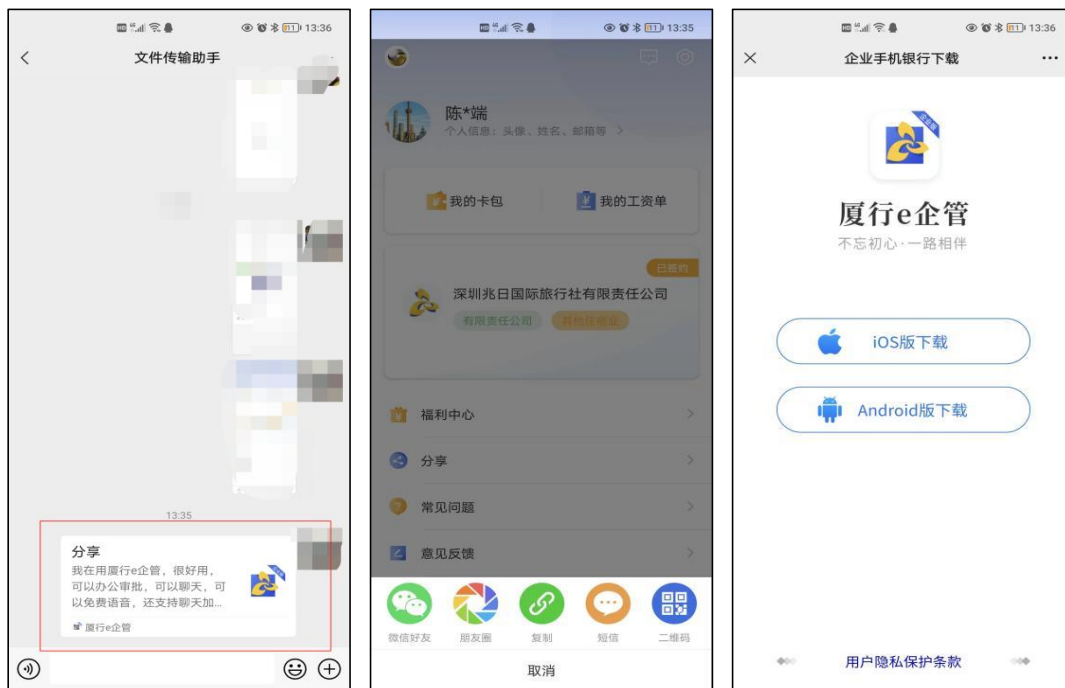 13:36
文件传输助手
13:35
分享
我在用厦行e企管，很好用，
可以办公审批，可以聊天，可
以免费语音，还支持聊天加...
厦行e企管
13:35
陈*端
个人信息：头像、姓名、邮箱等
我的卡包
我的工资单
已签约
深圳兆日国际旅行社有限责任公司
有限责任公司
福利中心
分享
常见问题
意见反馈
微信好友
朋友圈
复制
短信
二维码
取消
13:36
企业手机银行下载
企业版
厦行e企管
不忘初心·一路相伴
iOS版下载
Android版下载
用户隐私保护条款